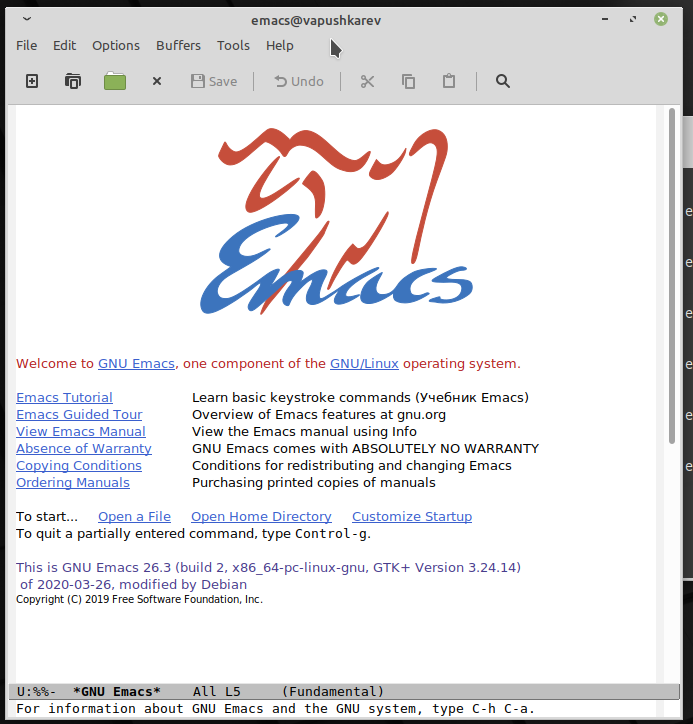 emacs@vapushkarev
File Edit Options Buffers Tools Help
Save Undo
Emacs
Welcome to GNU Emacs, one component of the GNU/Linux operating system.
Emacs Tutorial Learn basic keystroke commands (Учебник Emacs)
Emacs Guided Tour Overview of Emacs features at gnu.org
View Emacs Manual View the Emacs manual using Info
Absence of Warranty GNU Emacs comes with ABSOLUTELY NO WARRANTY
Copying Conditions Conditions for redistributing and changing Emacs
Ordering Manuals Purchasing printed copies of manuals
To start... Open a File Open Home Directory Customize Startup
To quit a partially entered command, type Control-g.
This is GNU Emacs 26.3 (build 2, x86_64-pc-linux-gnu, GTK+ Version 3.24.14)
of 2020-03-26, modified by Debian
Copyright (C) 2019 Free Software Foundation, Inc.
U:%%- *GNU Emacs* All L5 (Fundamental)
For information about GNU Emacs and the GNU system, type C-h C-a.
e
e
e
e
e
e